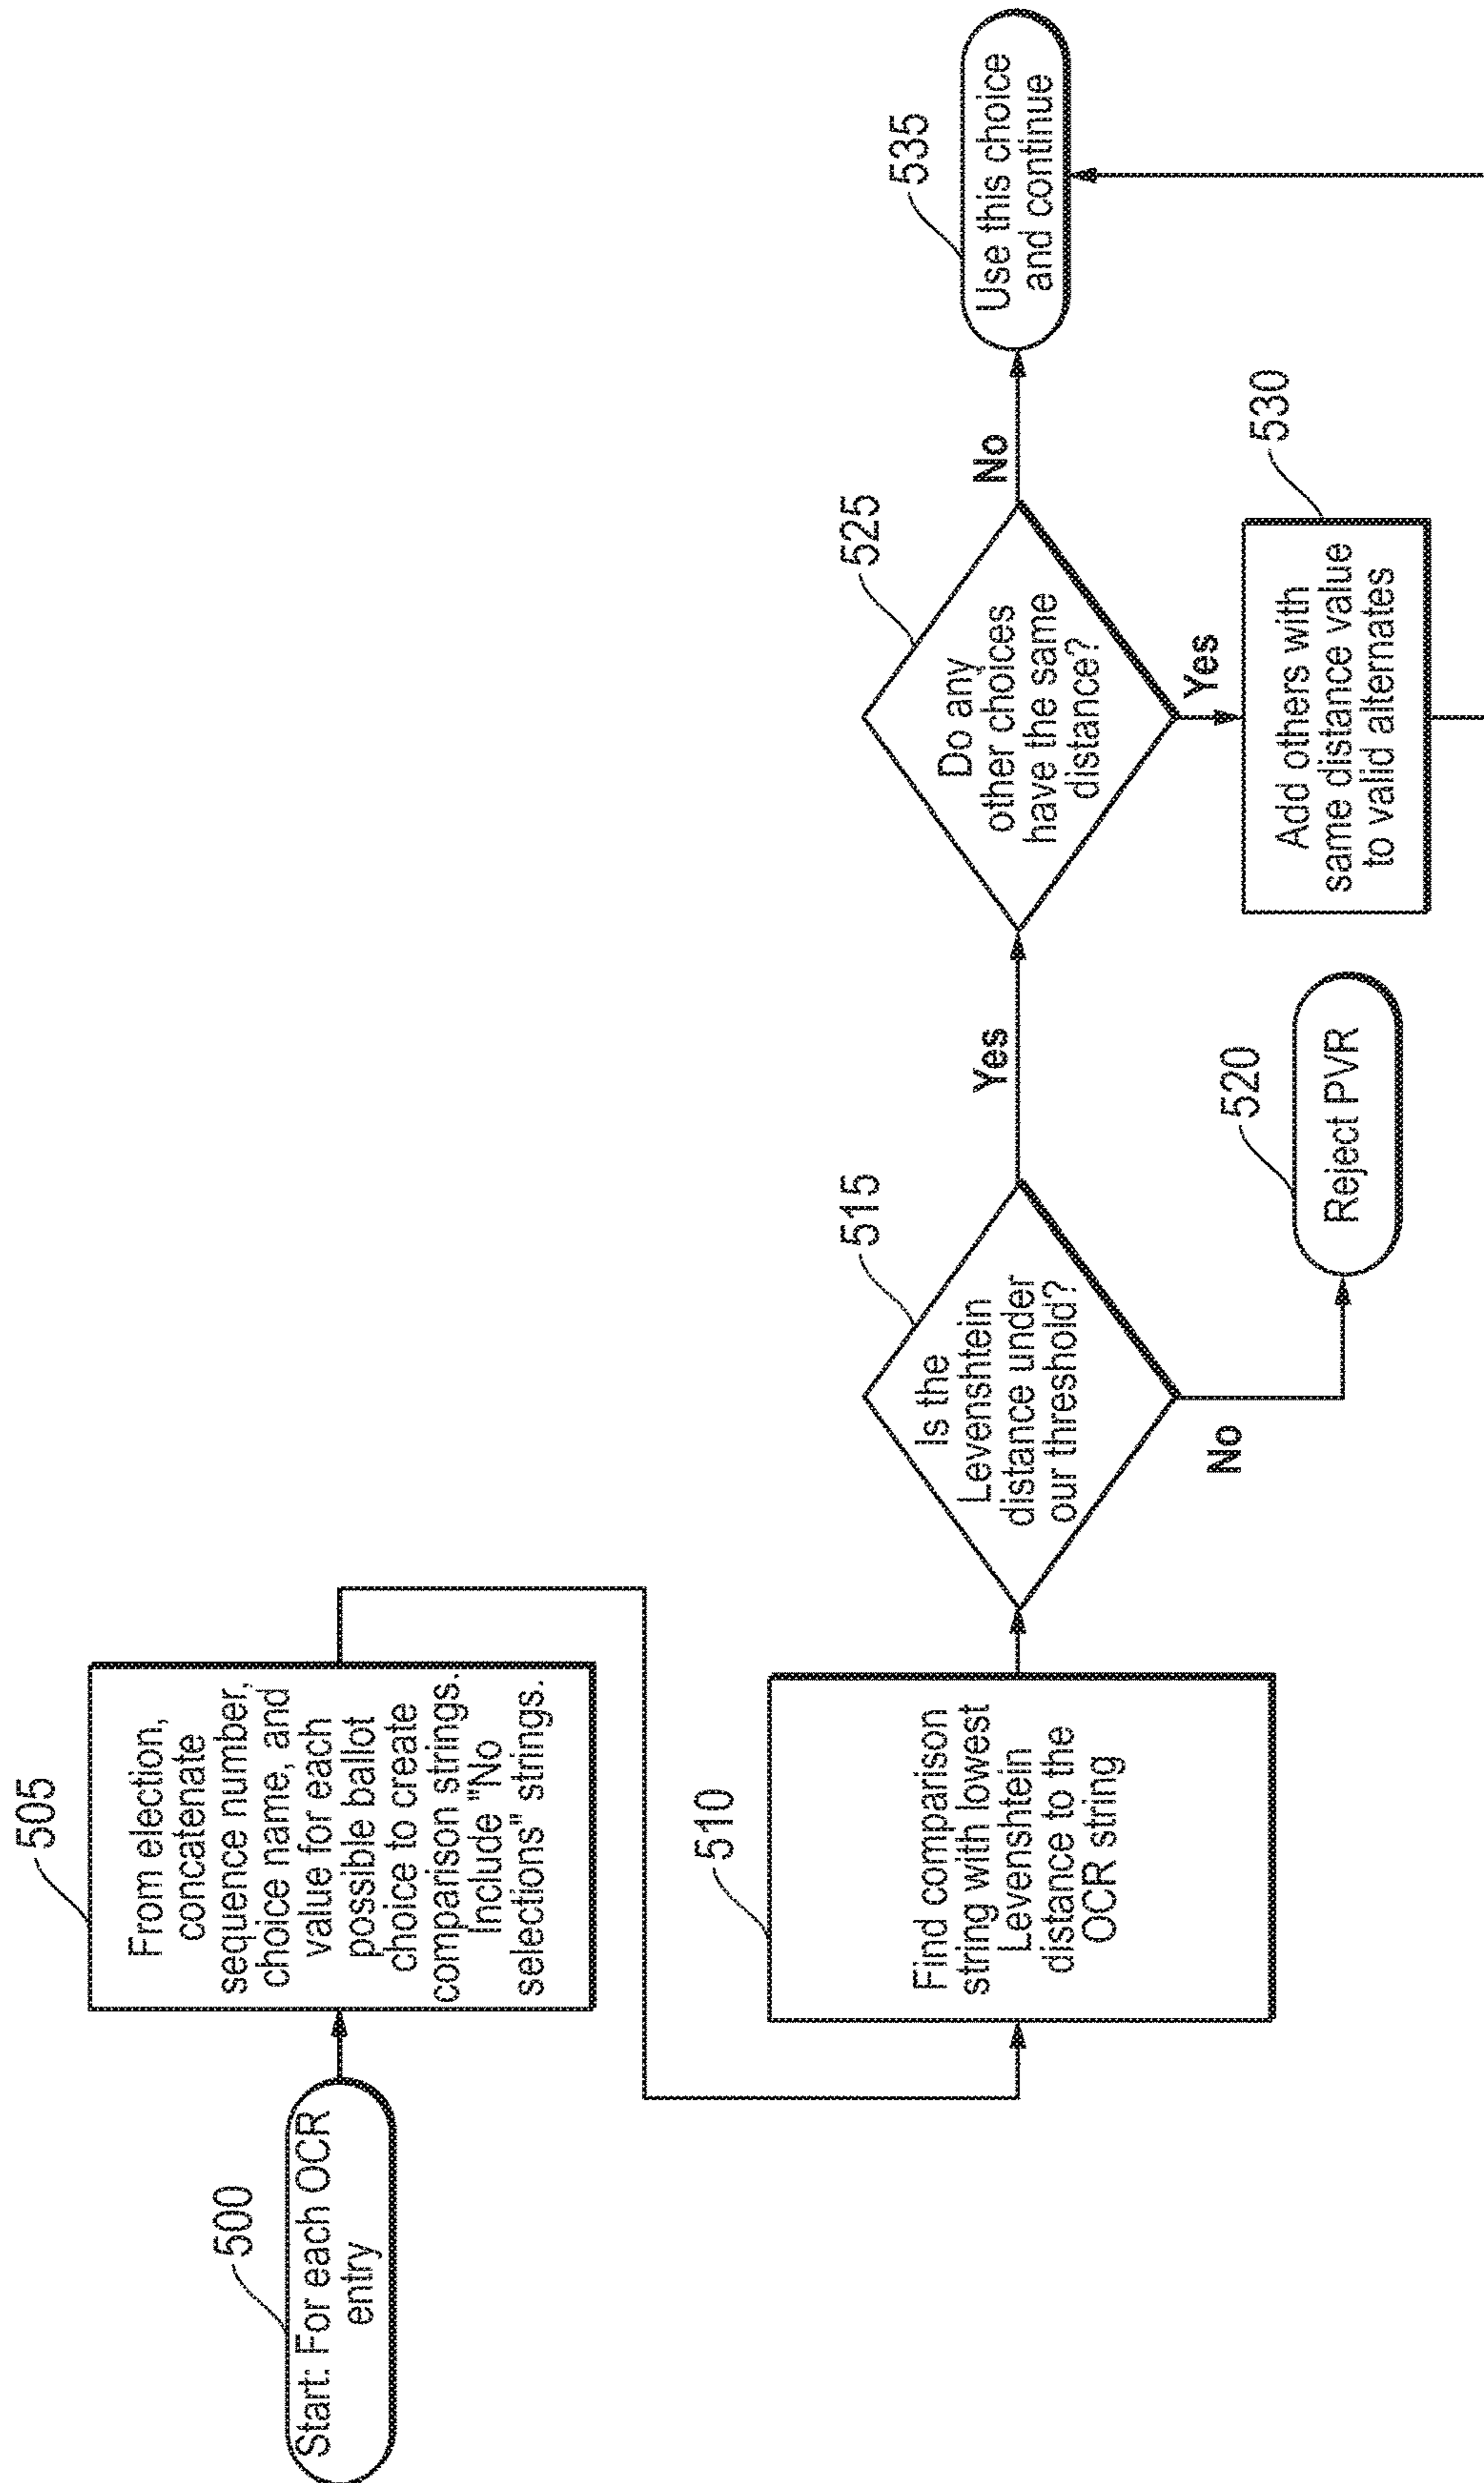 500
Start: For each OCR
entry
505
From election,
concatenate
sequence number,
choice name, and
value for each
possible ballot
choice to create
comparison strings.
Include "No
selections" strings.
510
Find comparison
string with lowest
Levenshtein
distance to the
OCR string
515
Is the
Levenshtein
distance under
our threshold?
No
520
Reject PVR
Yes
525
Do any
other choices
have the same
distance?
Yes
530
Add others with
same distance value
to valid alternates
No
535
Use this choice
and continue